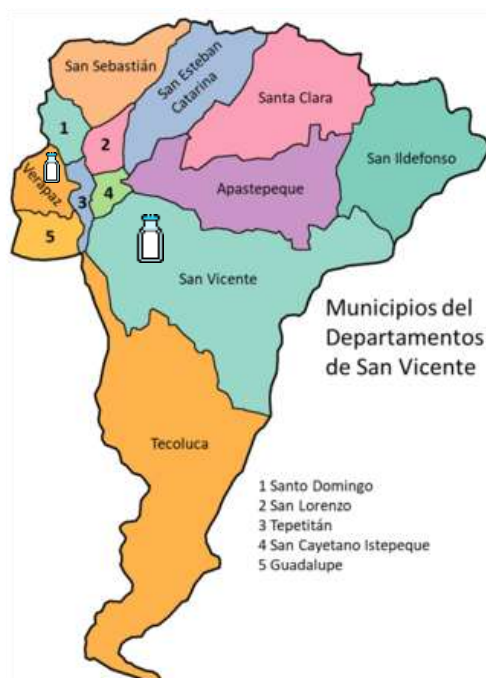 San Sebastián
San Esteban
Catarina
Santa Clara
1
2
San Ildefonso
Verapaz
3
4
Apastepeque
5
San Vicente
Municipios del
Departamentos
de San Vicente
Tecoluca
1 Santo Domingo
2 San Lorenzo
3 Tepetitán
4 San Cayetano Istepeque
5 Guadalupe